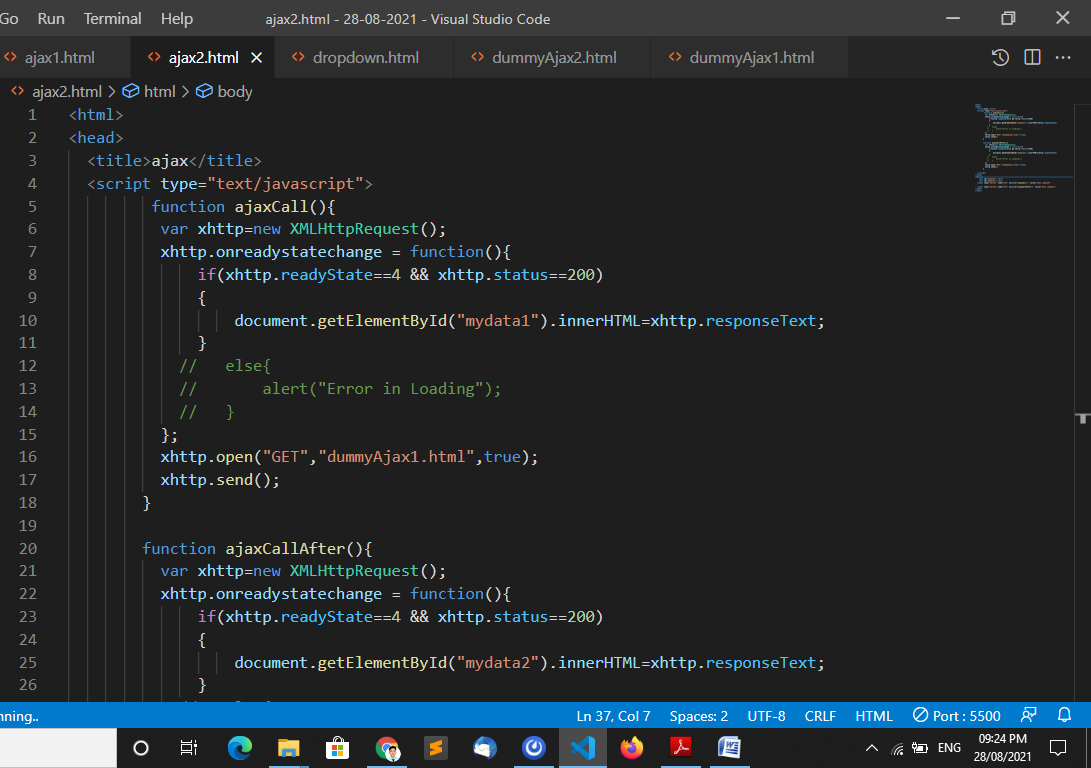 Go Run Terminal Help ajax2.html - 28-08-2021 - Visual Studio Code
ajax1.html ajax2.html dropdown.html dummyAjax2.html dummyAjax1.html
ajax2.html > html > body
1 <html>
2 <head>
3 <title>ajax</title>
4 <script type="text/javascript">
5 function ajaxCall(){
6 var xhttp=new XMLHttpRequest();
7 xhttp.onreadystatechange = function(){
8 if(xhttp.readyState==4 && xhttp.status==200)
9 {
10 document.getElementById("mydata1").innerHTML=xhttp.responseText;
11 }
12 // else{
13 // alert("Error in Loading");
14 // }
15 };
16 xhttp.open("GET","dummyAjax1.html",true);
17 xhttp.send();
18 }
19
20 function ajaxCallAfter(){
21 var xhttp=new XMLHttpRequest();
22 xhttp.onreadystatechange = function(){
23 if(xhttp.readyState==4 && xhttp.status==200)
24 {
25 document.getElementById("mydata2").innerHTML=xhttp.responseText;
26 }
nning.. Ln 37, Col 7 Spaces: 2 UTF-8 CRLF HTML Port : 5500
ENG 09:24 PM
28/08/2021